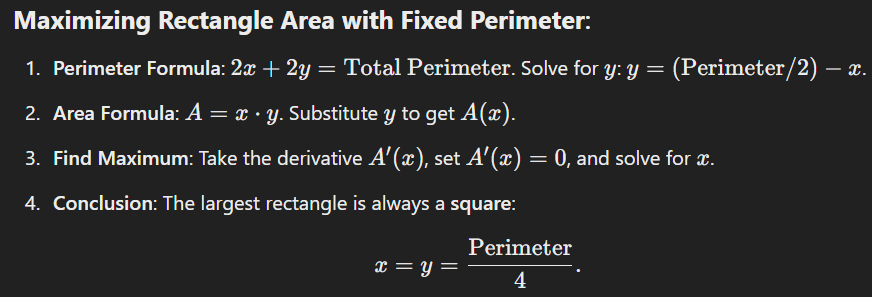 Maximizing Rectangle Area with Fixed Perimeter:
1. Perimeter Formula: 2x + 2y = Total Perimeter. Solve for y: y = (Perimeter/2) − x.
2. Area Formula: A = x · y. Substitute y to get A(x).
3. Find Maximum: Take the derivative A′(x), set A′(x) = 0, and solve for x.
4. Conclusion: The largest rectangle is always a square:
x = y = Perimeter/4.